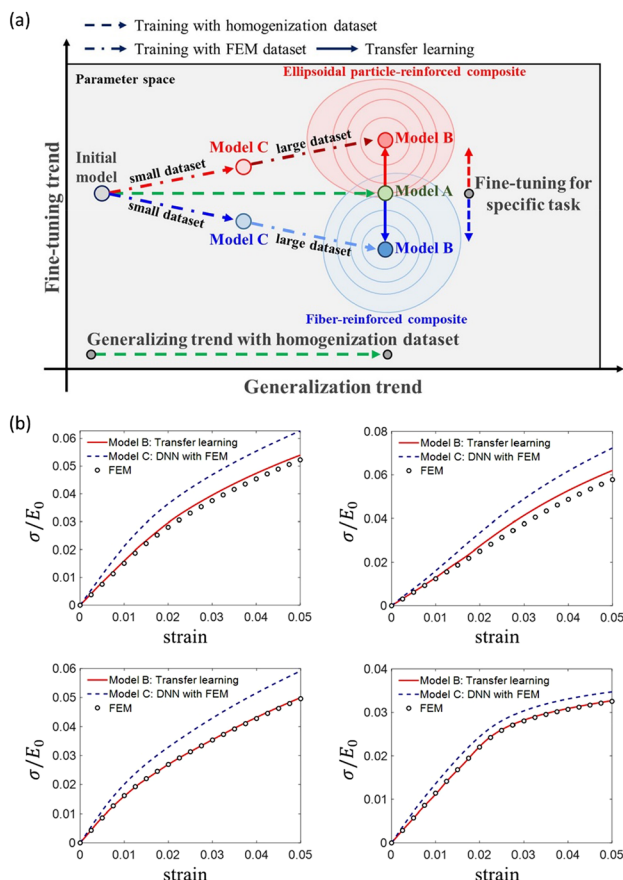 (a)
Training with homogenization dataset
Training with FEM dataset
Transfer learning
Parameter space
Ellipsoidal particle-reinforced composite
Fine-tuning trend
Initial
model
small dataset
Model C
large dataset
Model B
Model A
Fine-tuning for
specific task
small dataset
Model C
large dataset
Model B
Fiber-reinforced composite
Generalizing trend with homogenization dataset
Generalization trend
(b)
Model B: Transfer learning
Model C: DNN with FEM
FEM
σ/E₀
0.06
0.05
0.04
0.03
0.02
0.01
0
0 0.01 0.02 0.03 0.04 0.05
strain
Model B: Transfer learning
Model C: DNN with FEM
FEM
σ/E₀
0.08
0.06
0.04
0.02
0
0 0.01 0.02 0.03 0.04 0.05
strain
Model B: Transfer learning
Model C: DNN with FEM
FEM
σ/E₀
0.06
0.05
0.04
0.03
0.02
0.01
0
0 0.01 0.02 0.03 0.04 0.05
strain
Model B: Transfer learning
Model C: DNN with FEM
FEM
σ/E₀
0.04
0.03
0.02
0.01
0
0 0.01 0.02 0.03 0.04 0.05
strain